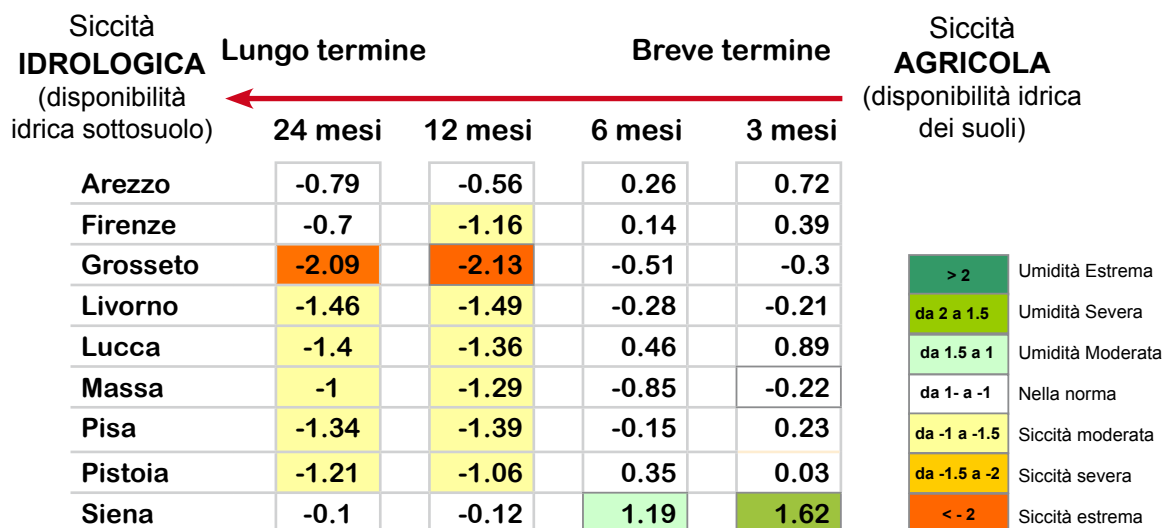 Siccità
IDROLOGICA
(disponibilità
idrica sottosuolo)
Lungo termine
Breve termine
Siccità
AGRICOLA
(disponibilità idrica
dei suoli)
24 mesi 12 mesi 6 mesi 3 mesi
Arezzo -0.79 -0.56 0.26 0.72
Firenze -0.7 -1.16 0.14 0.39
Grosseto -2.09 -2.13 -0.51 -0.3
Livorno -1.46 -1.49 -0.28 -0.21
Lucca -1.4 -1.36 0.46 0.89
Massa -1 -1.29 -0.85 -0.22
Pisa -1.34 -1.39 -0.15 0.23
Pistoia -1.21 -1.06 0.35 0.03
Siena -0.1 -0.12 1.19 1.62
> 2 Umidità Estrema
da 2 a 1.5 Umidità Severa
da 1.5 a 1 Umidità Moderata
da 1- a -1 Nella norma
da -1 a -1.5 Siccità moderata
da -1.5 a -2 Siccità severa
< - 2 Siccità estrema